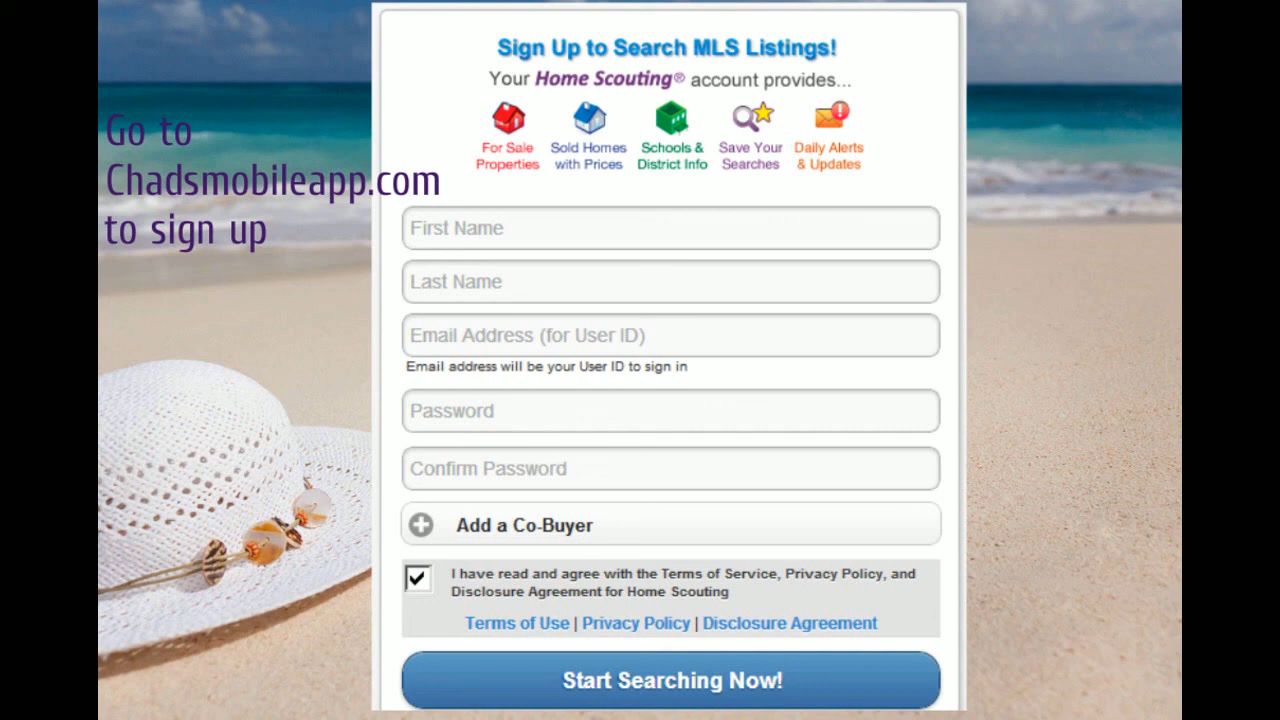 Sign Up to Search MLS Listings!
Your Home Scouting® account provides...
For Sale
Properties
Sold Homes
with Prices
Schools &
District Info
Save Your
Searches
Daily Alerts
& Updates
Go to
Chadsmobileapp.com
to sign up
First Name
Last Name
Email Address (for User ID)
Email address will be your User ID to sign in
Password
Confirm Password
Add a Co-Buyer
I have read and agree with the Terms of Service, Privacy Policy, and
Disclosure Agreement for Home Scouting
Terms of Use | Privacy Policy | Disclosure Agreement
Start Searching Now!